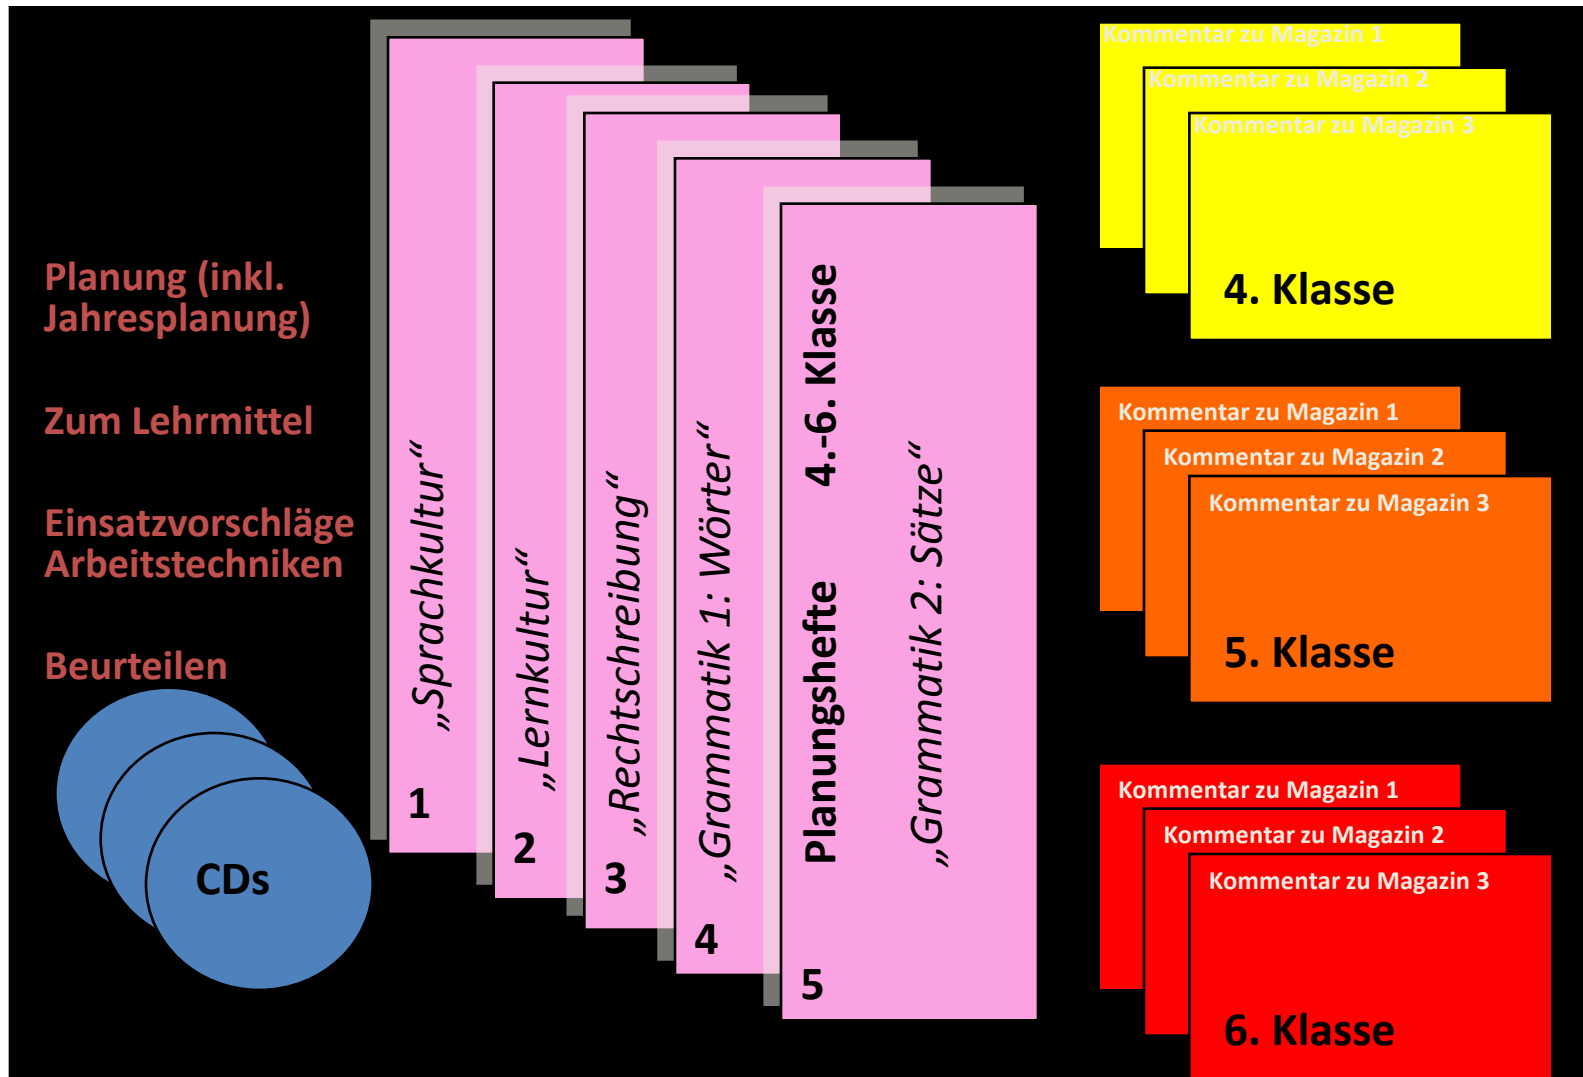 Planung (inkl.
Jahresplanung)
Zum Lehrmittel
Einsatzvorschläge
Arbeitstechniken
Beurteilen
CDs
„Sprachkultur“
1
„Lernkultur“
2
„Rechtschreibung“
3
„Grammatik 1: Wörter“
4
Planungshefte 4.-6. Klasse
„Grammatik 2: Sätze“
5
Kommentar zu Magazin 1
Kommentar zu Magazin 2
Kommentar zu Magazin 3
4. Klasse
Kommentar zu Magazin 1
Kommentar zu Magazin 2
Kommentar zu Magazin 3
5. Klasse
Kommentar zu Magazin 1
Kommentar zu Magazin 2
Kommentar zu Magazin 3
6. Klasse